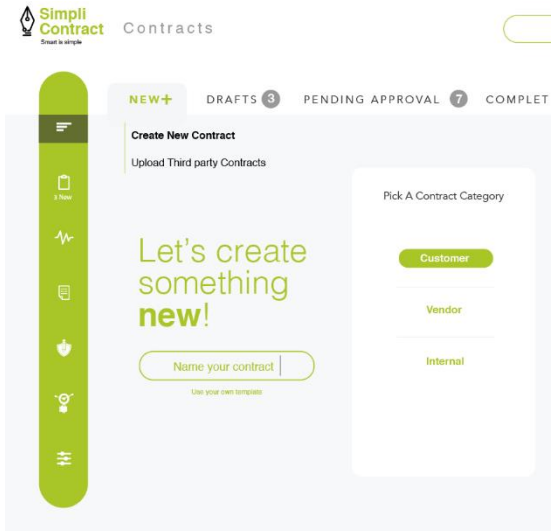 Simpli
Contract
Smart is simple
Contracts
NEW+
DRAFTS 3
PENDING APPROVAL 7
COMPLET
Create New Contract
Upload Third party Contracts
3 New
Pick A Contract Category
Let's create
something
new!
Customer
Vendor
Name your contract
Internal
Use your own template